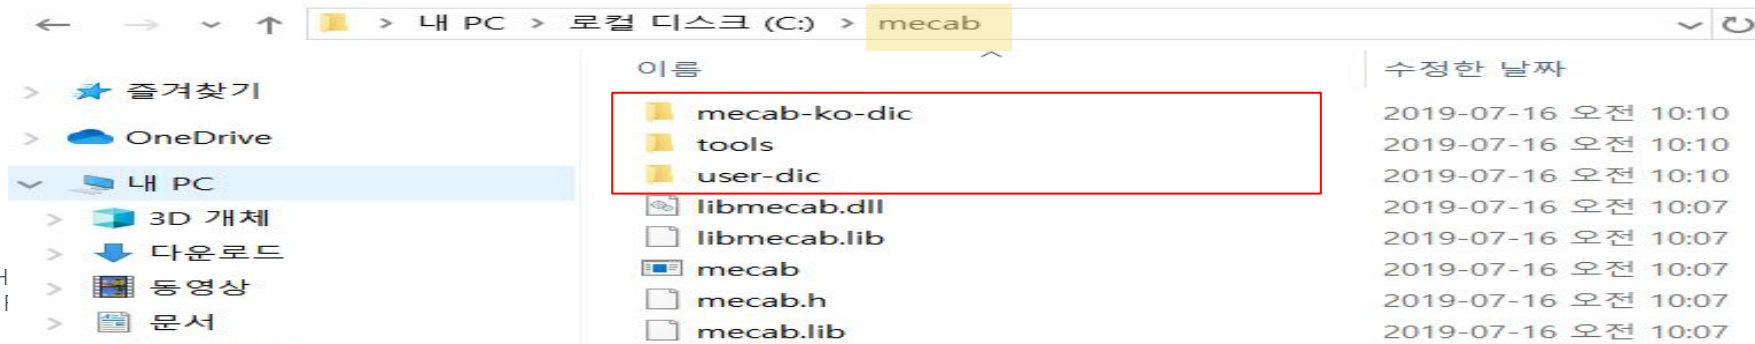 내 PC > 로컬 디스크 (C:) > mecab
이름 수정한 날짜
즐겨찾기
OneDrive
내 PC
3D 개체
다운로드
동영상
문서
mecab-ko-dic 2019-07-16 오전 10:10
tools 2019-07-16 오전 10:10
user-dic 2019-07-16 오전 10:10
libmecab.dll 2019-07-16 오전 10:07
libmecab.lib 2019-07-16 오전 10:07
mecab 2019-07-16 오전 10:07
mecab.h 2019-07-16 오전 10:07
mecab.lib 2019-07-16 오전 10:07